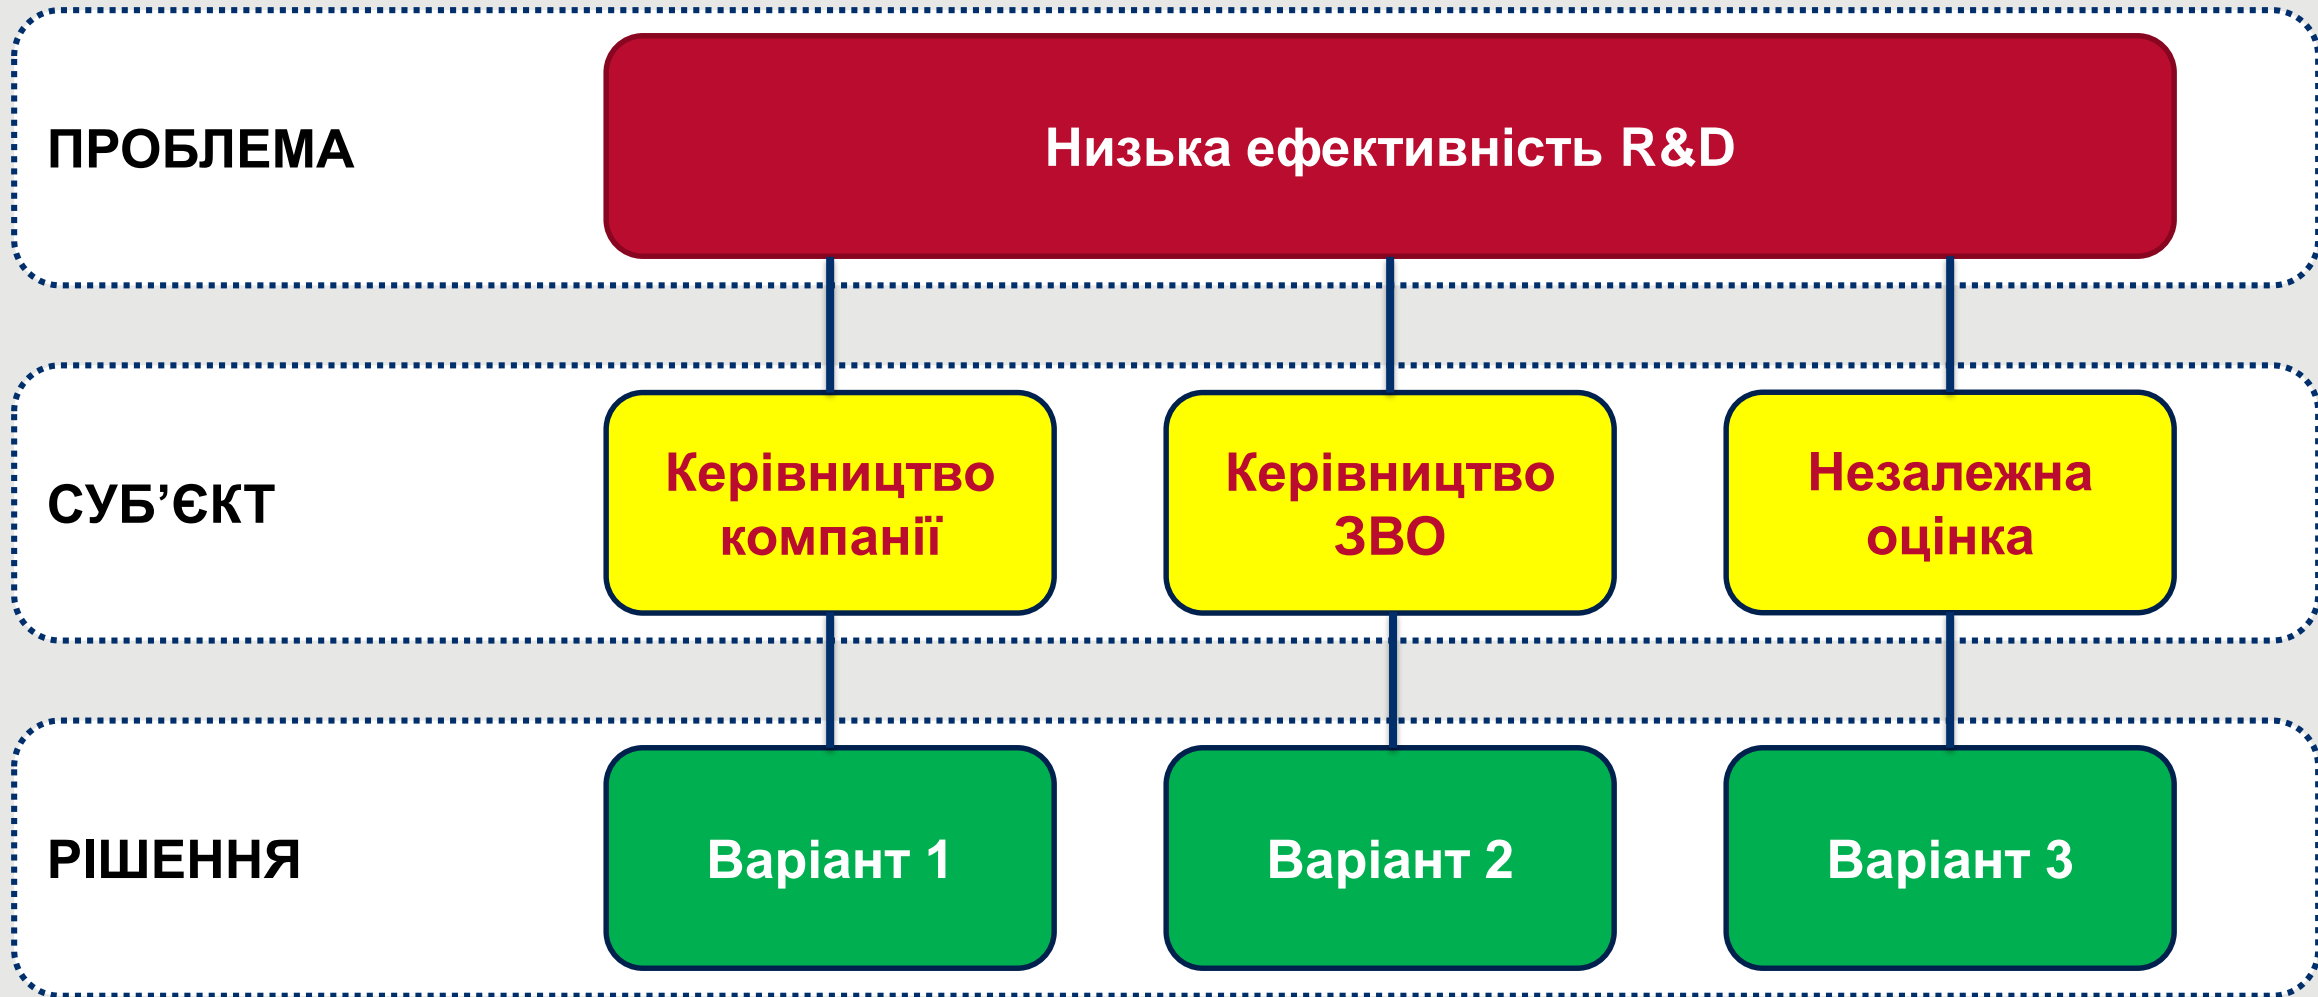 ПРОБЛЕМА
Низька ефективність R&D
СУБ’ЄКТ
Керівництво
компанії
Керівництво
ЗВО
Незалежна
оцінка
РІШЕННЯ
Варіант 1
Варіант 2
Варіант 3